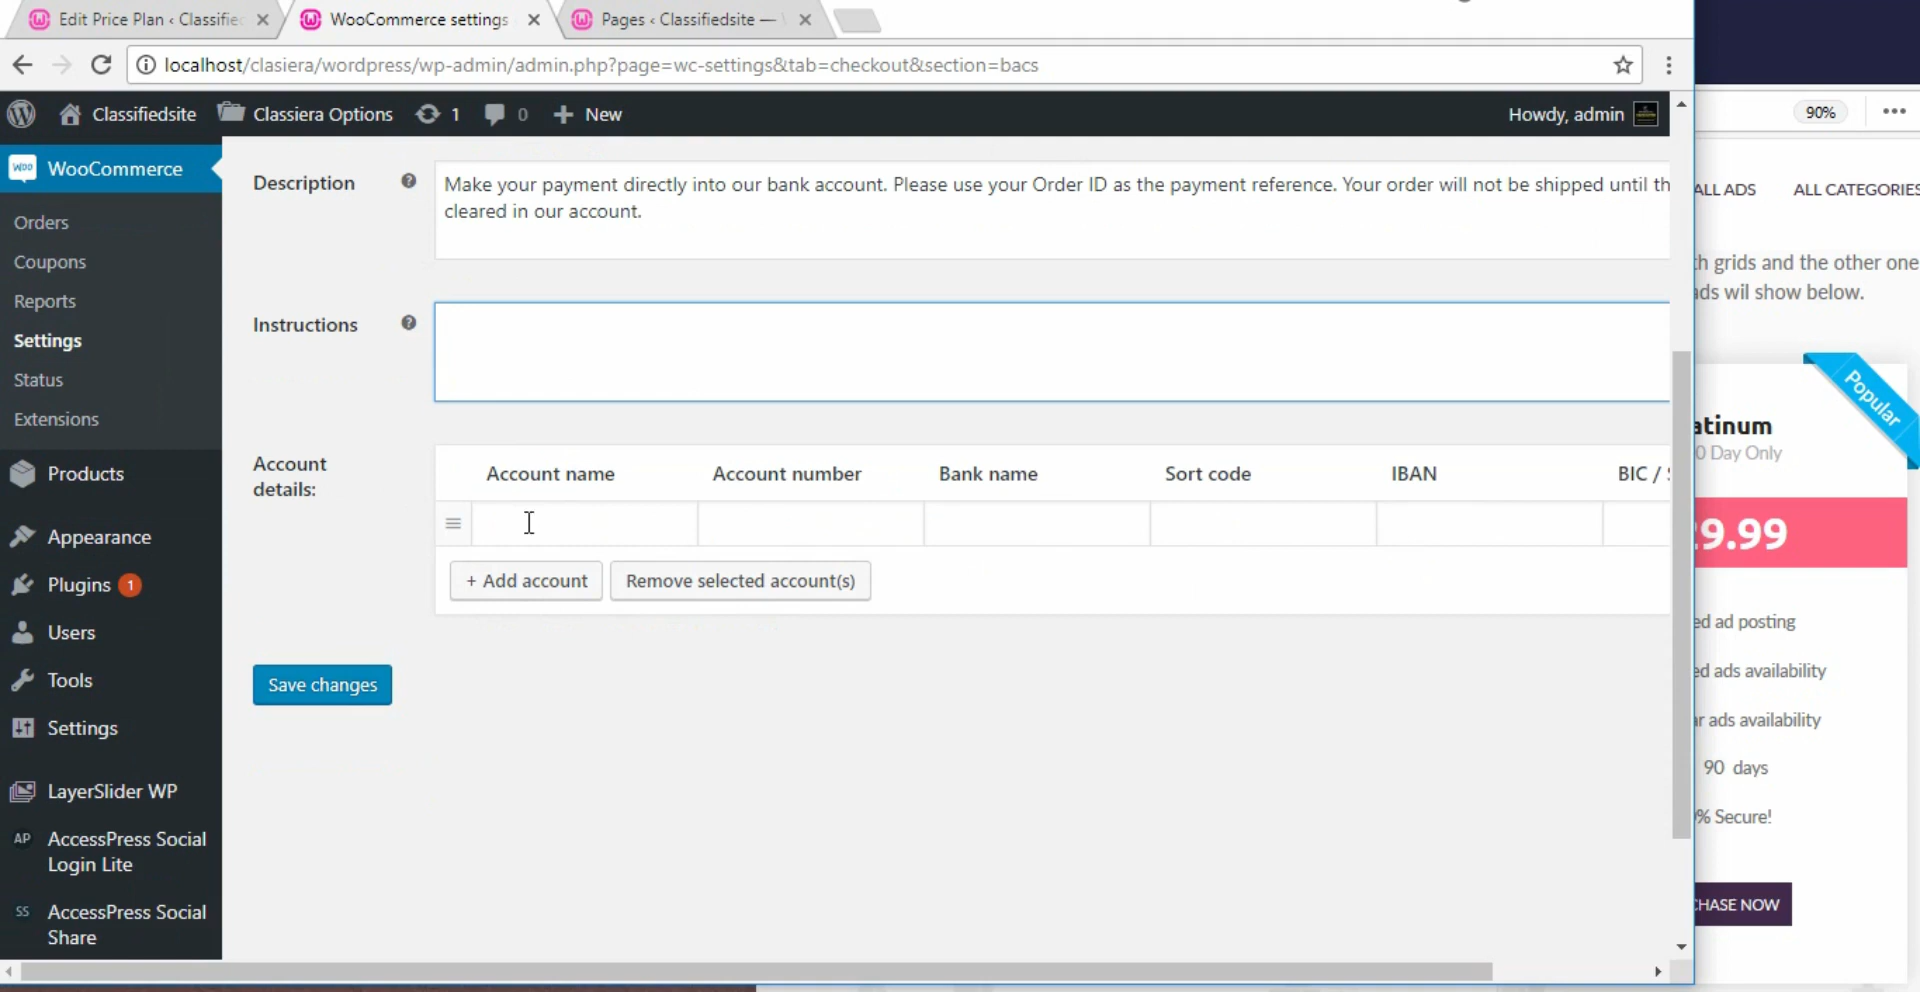 Edit Price Plan ‹ Classified
WooCommerce settings
Pages ‹ Classifiedsite —
localhost/clasiera/wordpress/wp-admin/admin.php?page=wc-settings&tab=checkout&section=bacs
90%
Classifiedsite
Classiera Options
1
0
New
Howdy, admin
woo
WooCommerce
Orders
Coupons
Reports
Settings
Status
Extensions
Products
Appearance
Plugins 1
Users
Tools
Settings
LayerSlider WP
AP
AccessPress Social
Login Lite
SS
AccessPress Social
Share
Description
Make your payment directly into our bank account. Please use your Order ID as the payment reference. Your order will not be shipped until th
cleared in our account.
Instructions
Account
details:
Account name
Account number
Bank name
Sort code
IBAN
BIC /
+ Add account
Remove selected account(s)
Save changes
ALL ADS
ALL CATEGORIES
h grids and the other one
ads wil show below.
Popular
atinum
0 Day Only
9.99
ed ad posting
ed ads availability
ar ads availability
90 days
% Secure!
CHASE NOW